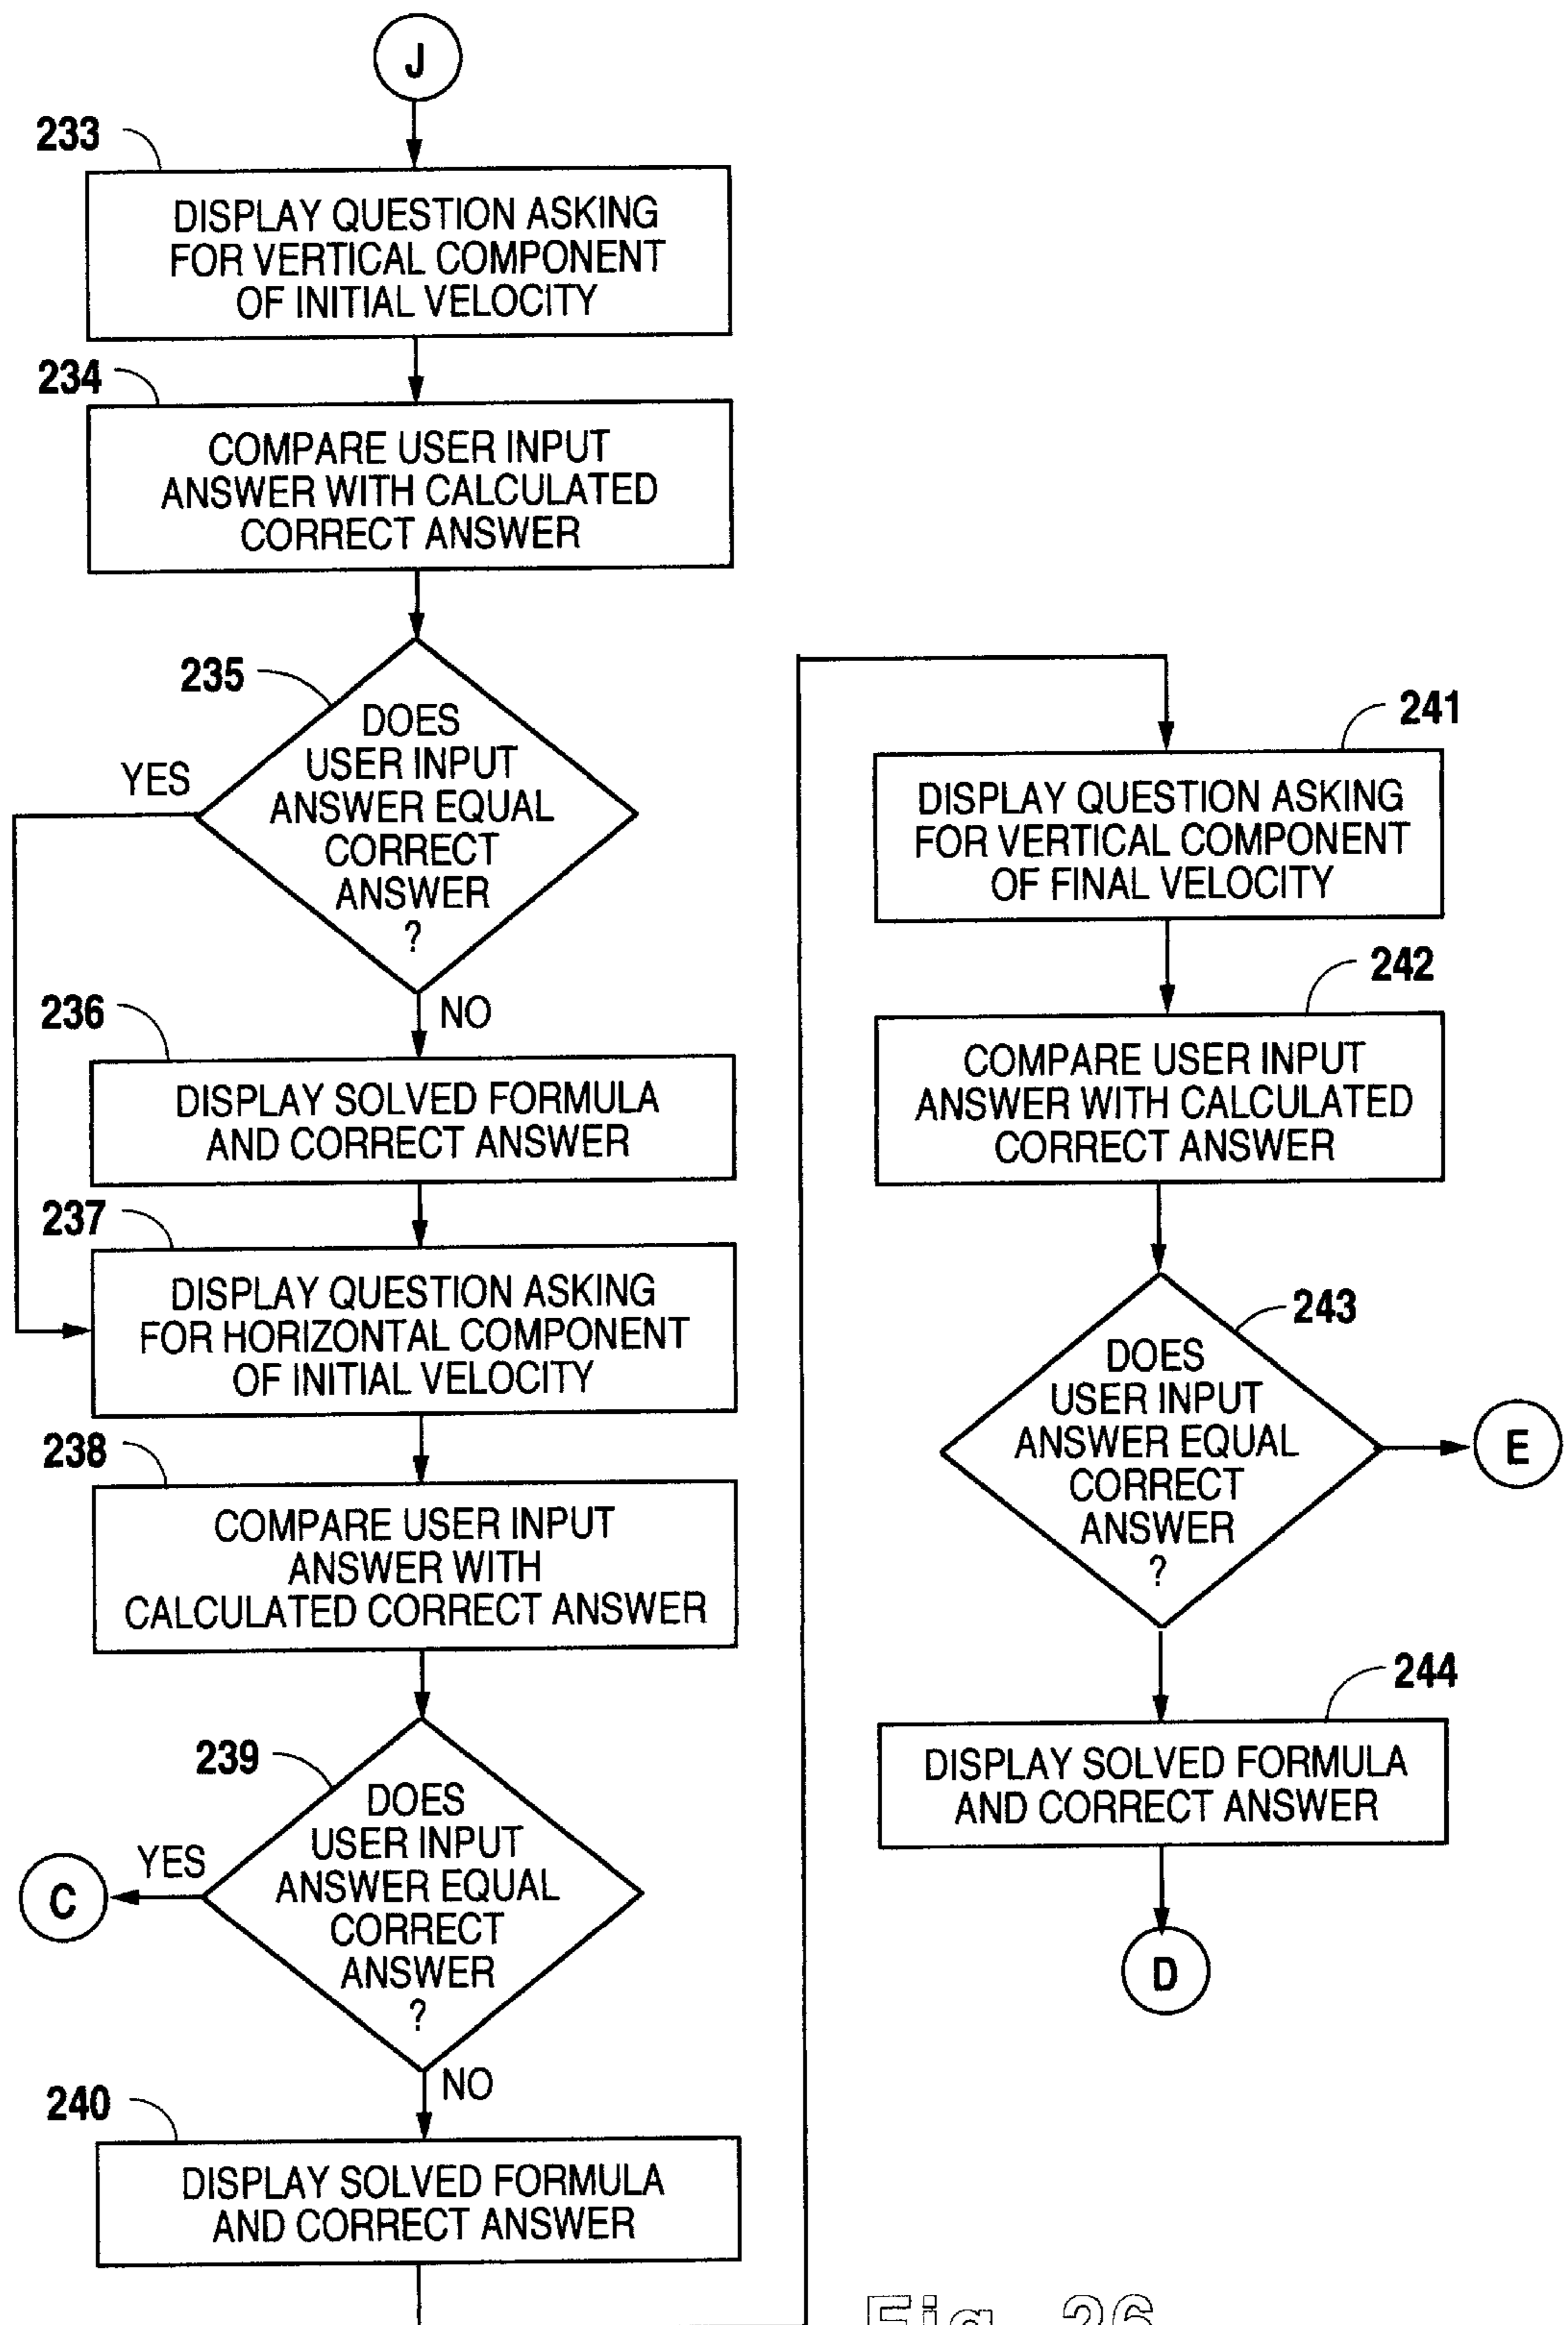 J
233
DISPLAY QUESTION ASKING
FOR VERTICAL COMPONENT
OF INITIAL VELOCITY
234
COMPARE USER INPUT
ANSWER WITH CALCULATED
CORRECT ANSWER
235
DOES
USER INPUT
ANSWER EQUAL
CORRECT
ANSWER
?
YES
NO
236
DISPLAY SOLVED FORMULA
AND CORRECT ANSWER
237
DISPLAY QUESTION ASKING
FOR HORIZONTAL COMPONENT
OF INITIAL VELOCITY
238
COMPARE USER INPUT
ANSWER WITH
CALCULATED CORRECT ANSWER
239
DOES
USER INPUT
ANSWER EQUAL
CORRECT
ANSWER
?
YES
C
NO
240
DISPLAY SOLVED FORMULA
AND CORRECT ANSWER
241
DISPLAY QUESTION ASKING
FOR VERTICAL COMPONENT
OF FINAL VELOCITY
242
COMPARE USER INPUT
ANSWER WITH CALCULATED
CORRECT ANSWER
243
DOES
USER INPUT
ANSWER EQUAL
CORRECT
ANSWER
?
E
244
DISPLAY SOLVED FORMULA
AND CORRECT ANSWER
D
Fig. 26